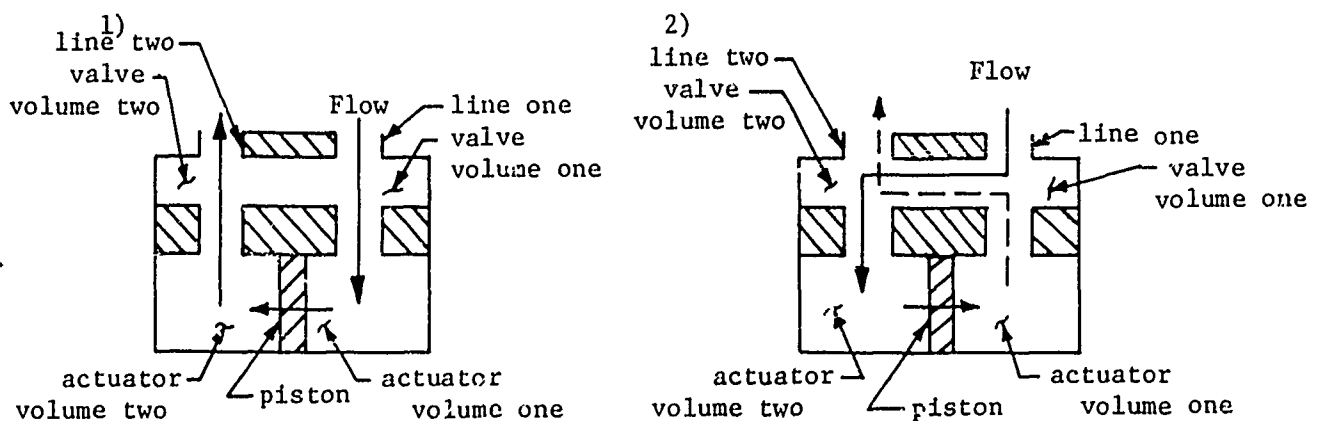 1)
line two
valve
volume two
Flow
line one
valve
volume one
actuator
volume two
piston
actuator
volume one
2)
line two
valve
volume two
Flow
line one
valve
volume one
actuator
volume two
piston
actuator
volume one